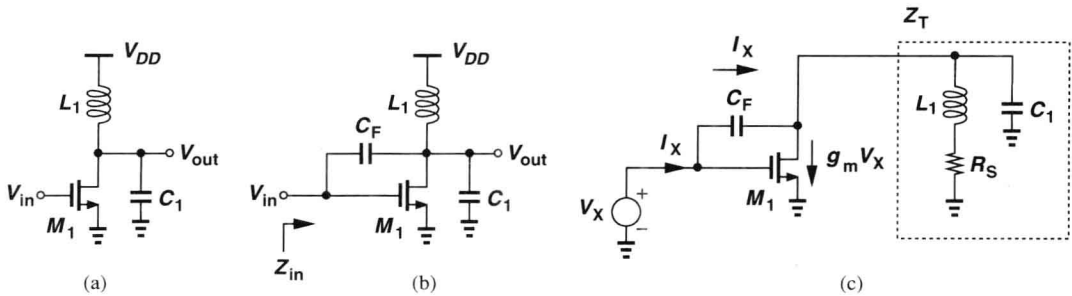 V_DD
L_1
V_out
V_in
M_1
C_1
(a)
V_DD
L_1
C_F
V_out
V_in
M_1
C_1
Z_in
(b)
Z_T
I_X
C_F
I_X
V_X
+
−
M_1
g_m V_X
L_1
R_S
C_1
(c)